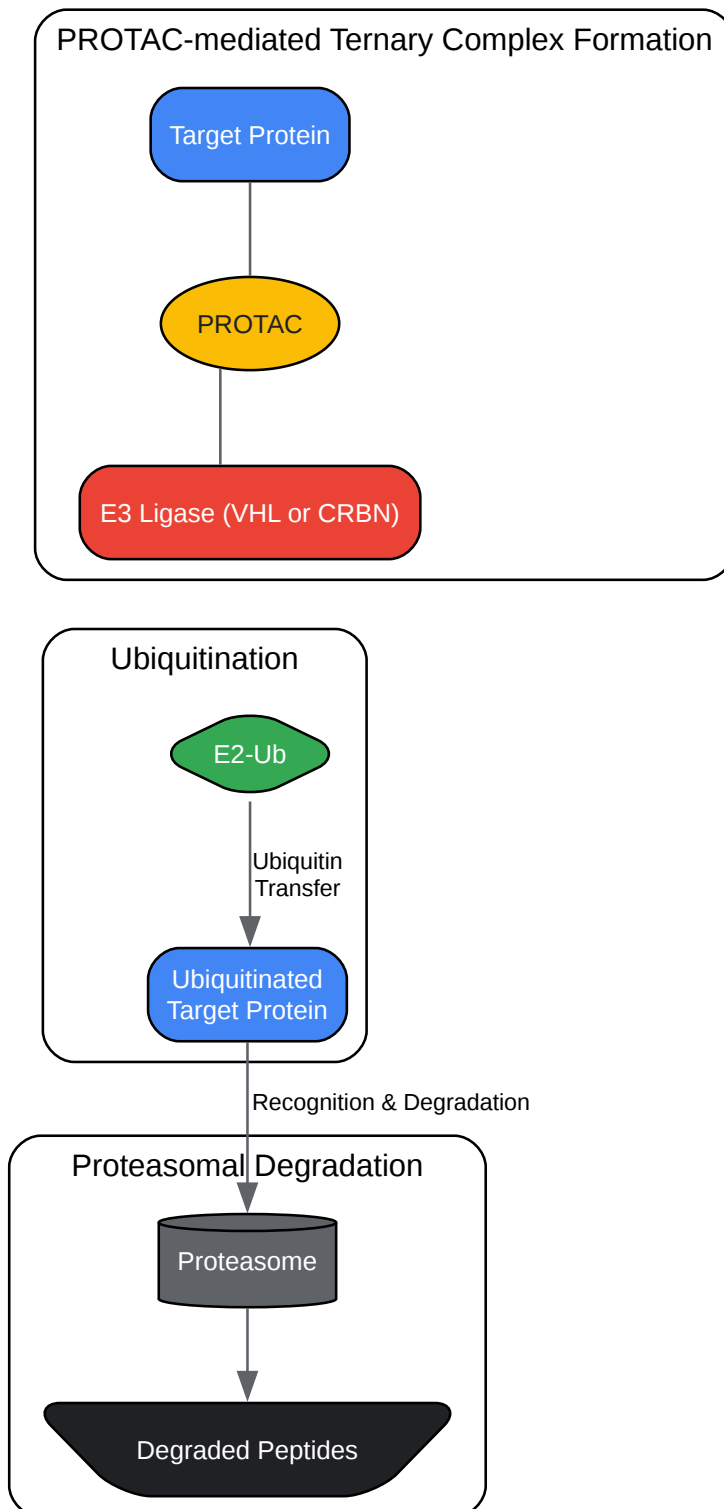 PROTAC-mediated Ternary Complex Formation
Target Protein
PROTAC
E3 Ligase (VHL or CRBN)
Ubiquitination
E2-Ub
Ubiquitin
Transfer
Ubiquitinated
Target Protein
Recognition & Degradation
Proteasomal Degradation
Proteasome
Degraded Peptides